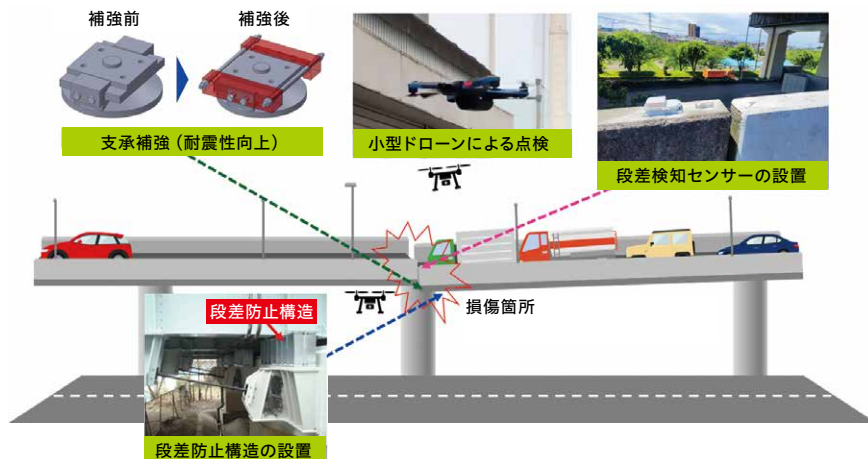 補強前
補強後
支承補強（耐震性向上）
小型ドローンによる点検
段差検知センサーの設置
損傷箇所
段差防止構造
段差防止構造の設置